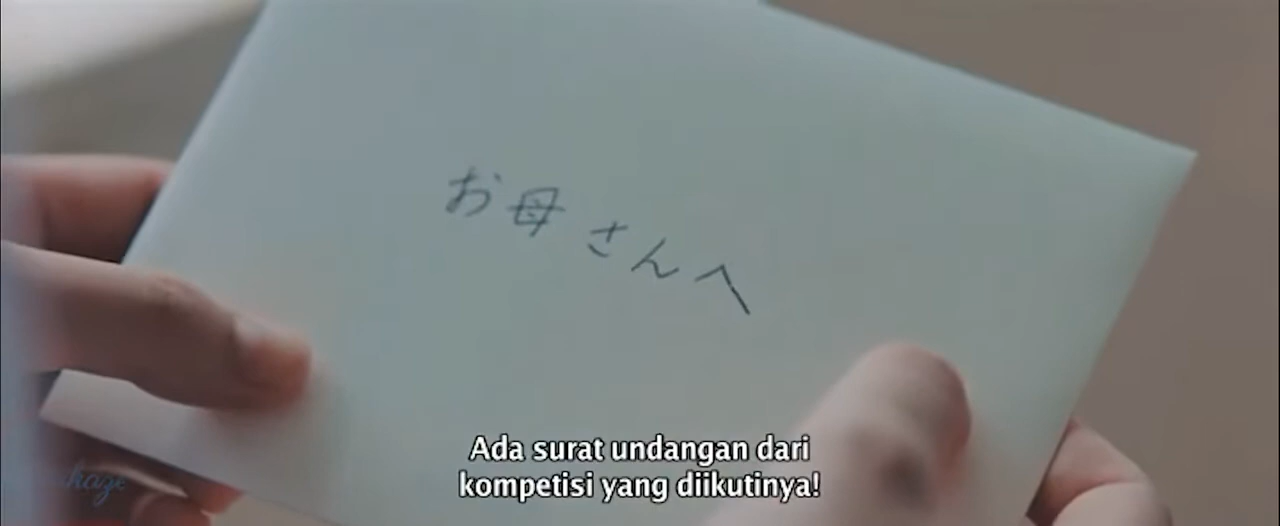 お母さんへ
Ada surat undangan dari
kompetisi yang diikutinya!